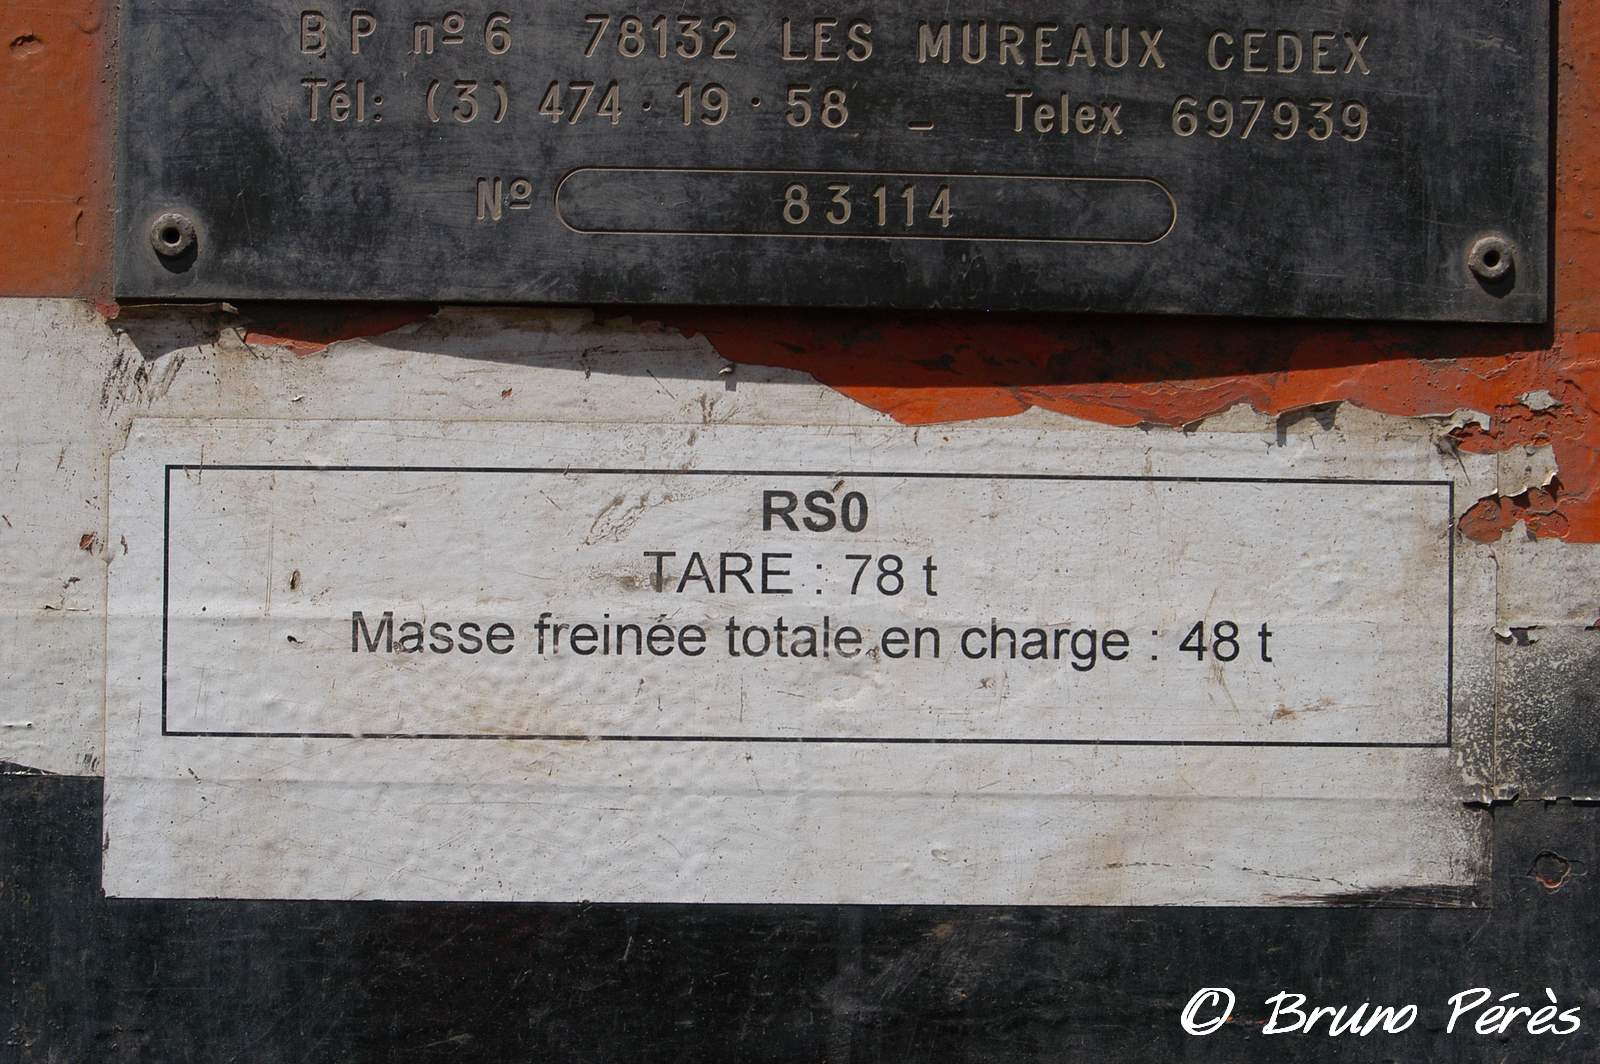 BP nº 6 78132 LES MUREAUX CEDEX
Tél: (3) 474 · 19 · 58 _ Telex 697939
Nº 83114
RS0
TARE : 78 t
Masse freinée totale en charge : 48 t
© Bruno Pérès